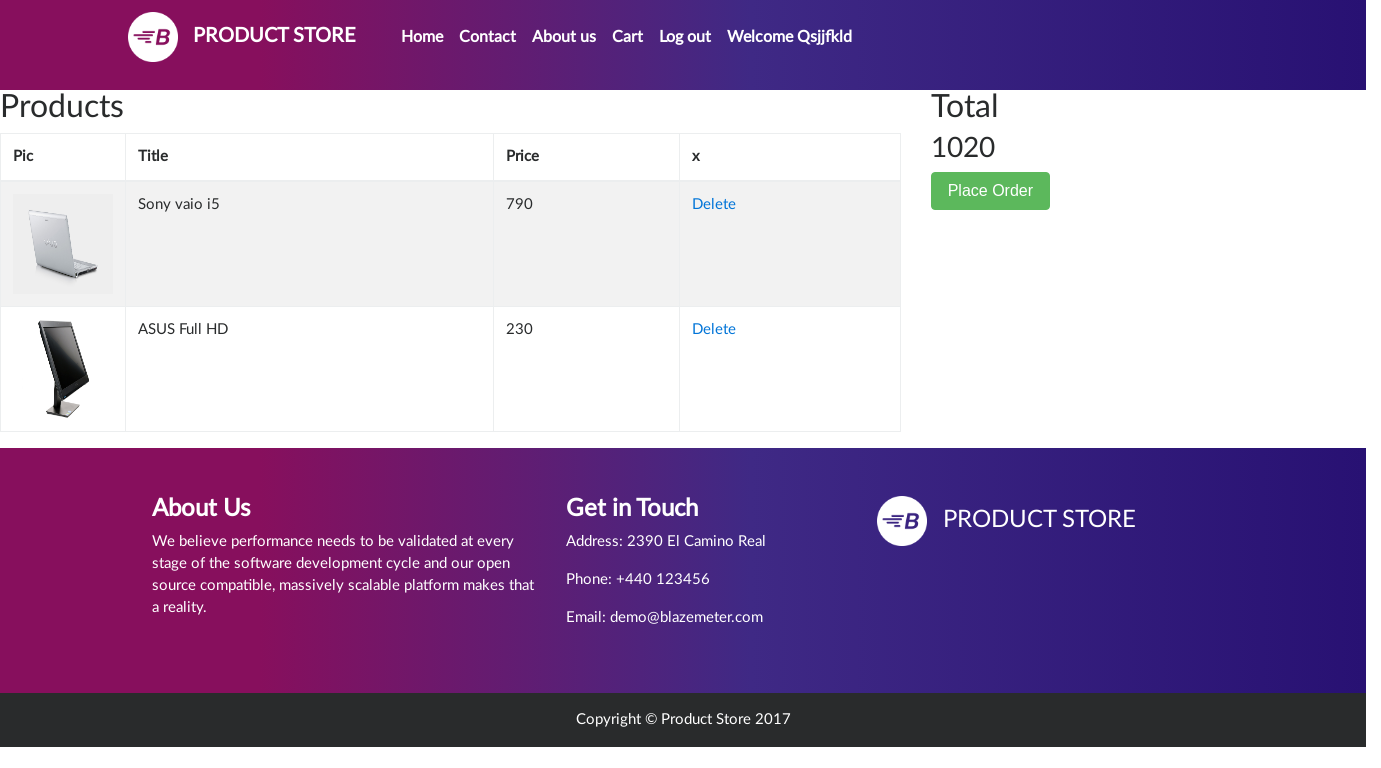 PRODUCT STORE Home Contact About us Cart Log out Welcome Qsjjfkld
Products
Pic Title Price x
Sony vaio i5 790 Delete
ASUS Full HD 230 Delete
Total
1020
Place Order
About Us
We believe performance needs to be validated at every
stage of the software development cycle and our open
source compatible, massively scalable platform makes that
a reality.
Get in Touch
Address: 2390 El Camino Real
Phone: +440 123456
Email: demo@blazemeter.com
PRODUCT STORE
Copyright © Product Store 2017